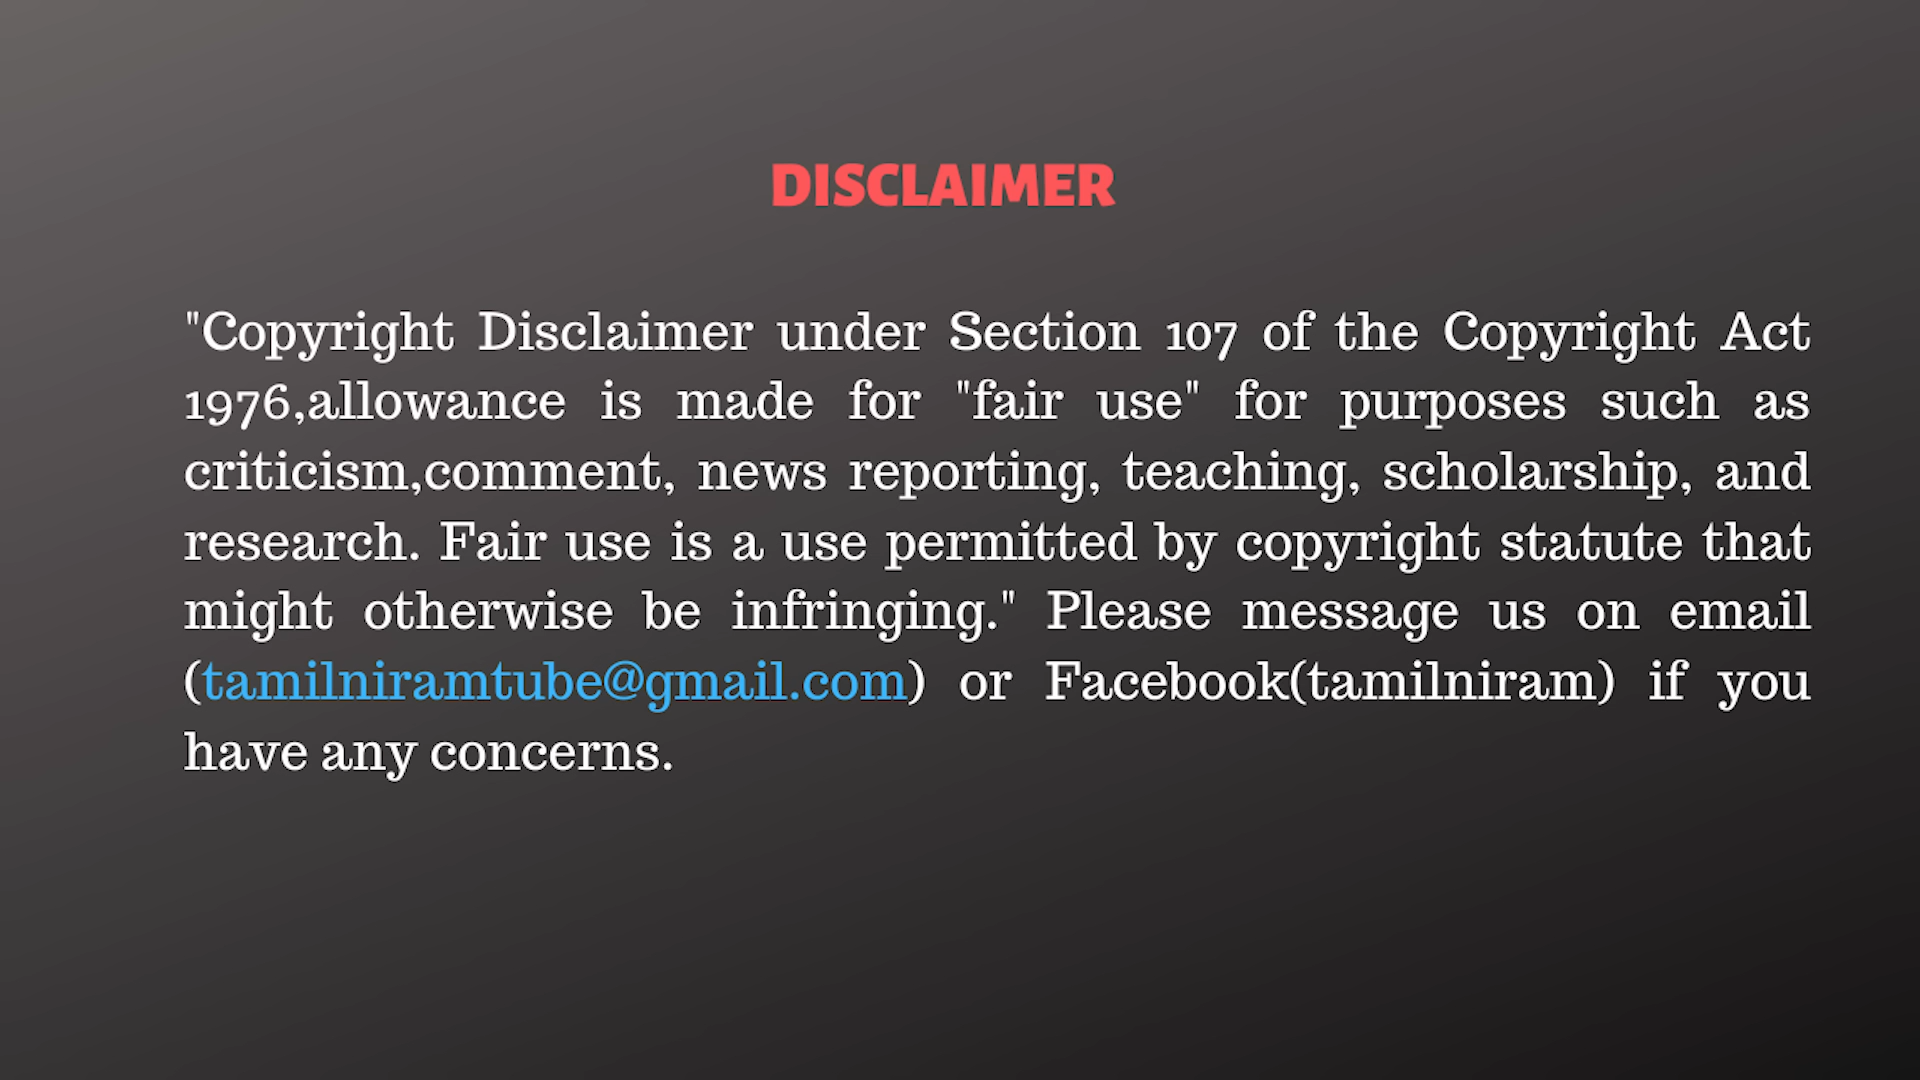 DISCLAIMER
"Copyright Disclaimer under Section 107 of the Copyright Act
1976,allowance is made for "fair use" for purposes such as
criticism,comment, news reporting, teaching, scholarship, and
research. Fair use is a use permitted by copyright statute that
might otherwise be infringing." Please message us on email
(tamilniramtube@gmail.com) or Facebook(tamilniram) if you
have any concerns.